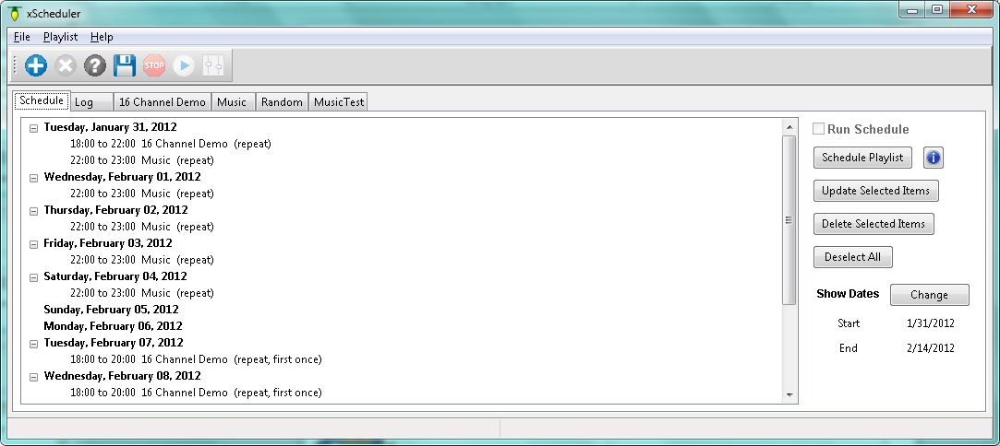 xScheduler
File Playlist Help
STOP
Schedule Log 16 Channel Demo Music Random MusicTest
Tuesday, January 31, 2012
18:00 to 22:00 16 Channel Demo (repeat)
22:00 to 23:00 Music (repeat)
Wednesday, February 01, 2012
22:00 to 23:00 Music (repeat)
Thursday, February 02, 2012
22:00 to 23:00 Music (repeat)
Friday, February 03, 2012
22:00 to 23:00 Music (repeat)
Saturday, February 04, 2012
22:00 to 23:00 Music (repeat)
Sunday, February 05, 2012
Monday, February 06, 2012
Tuesday, February 07, 2012
18:00 to 20:00 16 Channel Demo (repeat, first once)
Wednesday, February 08, 2012
18:00 to 20:00 16 Channel Demo (repeat, first once)
Run Schedule
Schedule Playlist
Update Selected Items
Delete Selected Items
Deselect All
Show Dates Change
Start 1/31/2012
End 2/14/2012